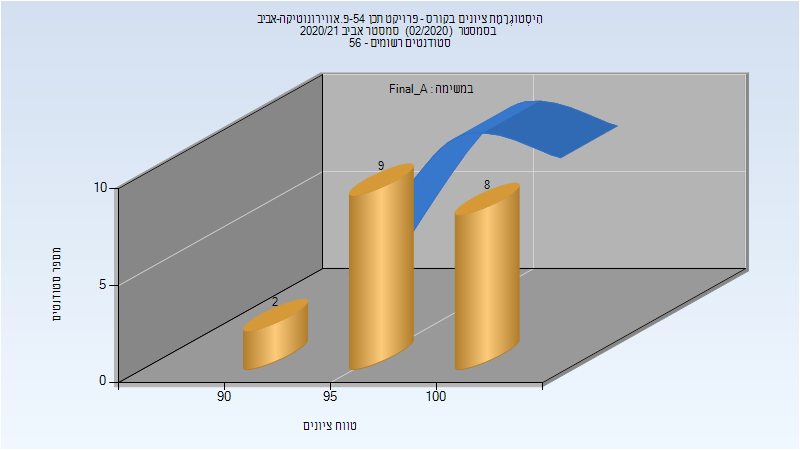 היסטוגרמת ציונים בקורס - פרויקט תכן 9-54.אווירונוטיקה-אביב
בסמסטר (02/2020) סמסטר אביב 2020/21
סטודנטים רשומים - 56
במשימה : Final_A
9
8
2
10
5
0
מספר סטודנטים
90
95
100
טווח ציונים